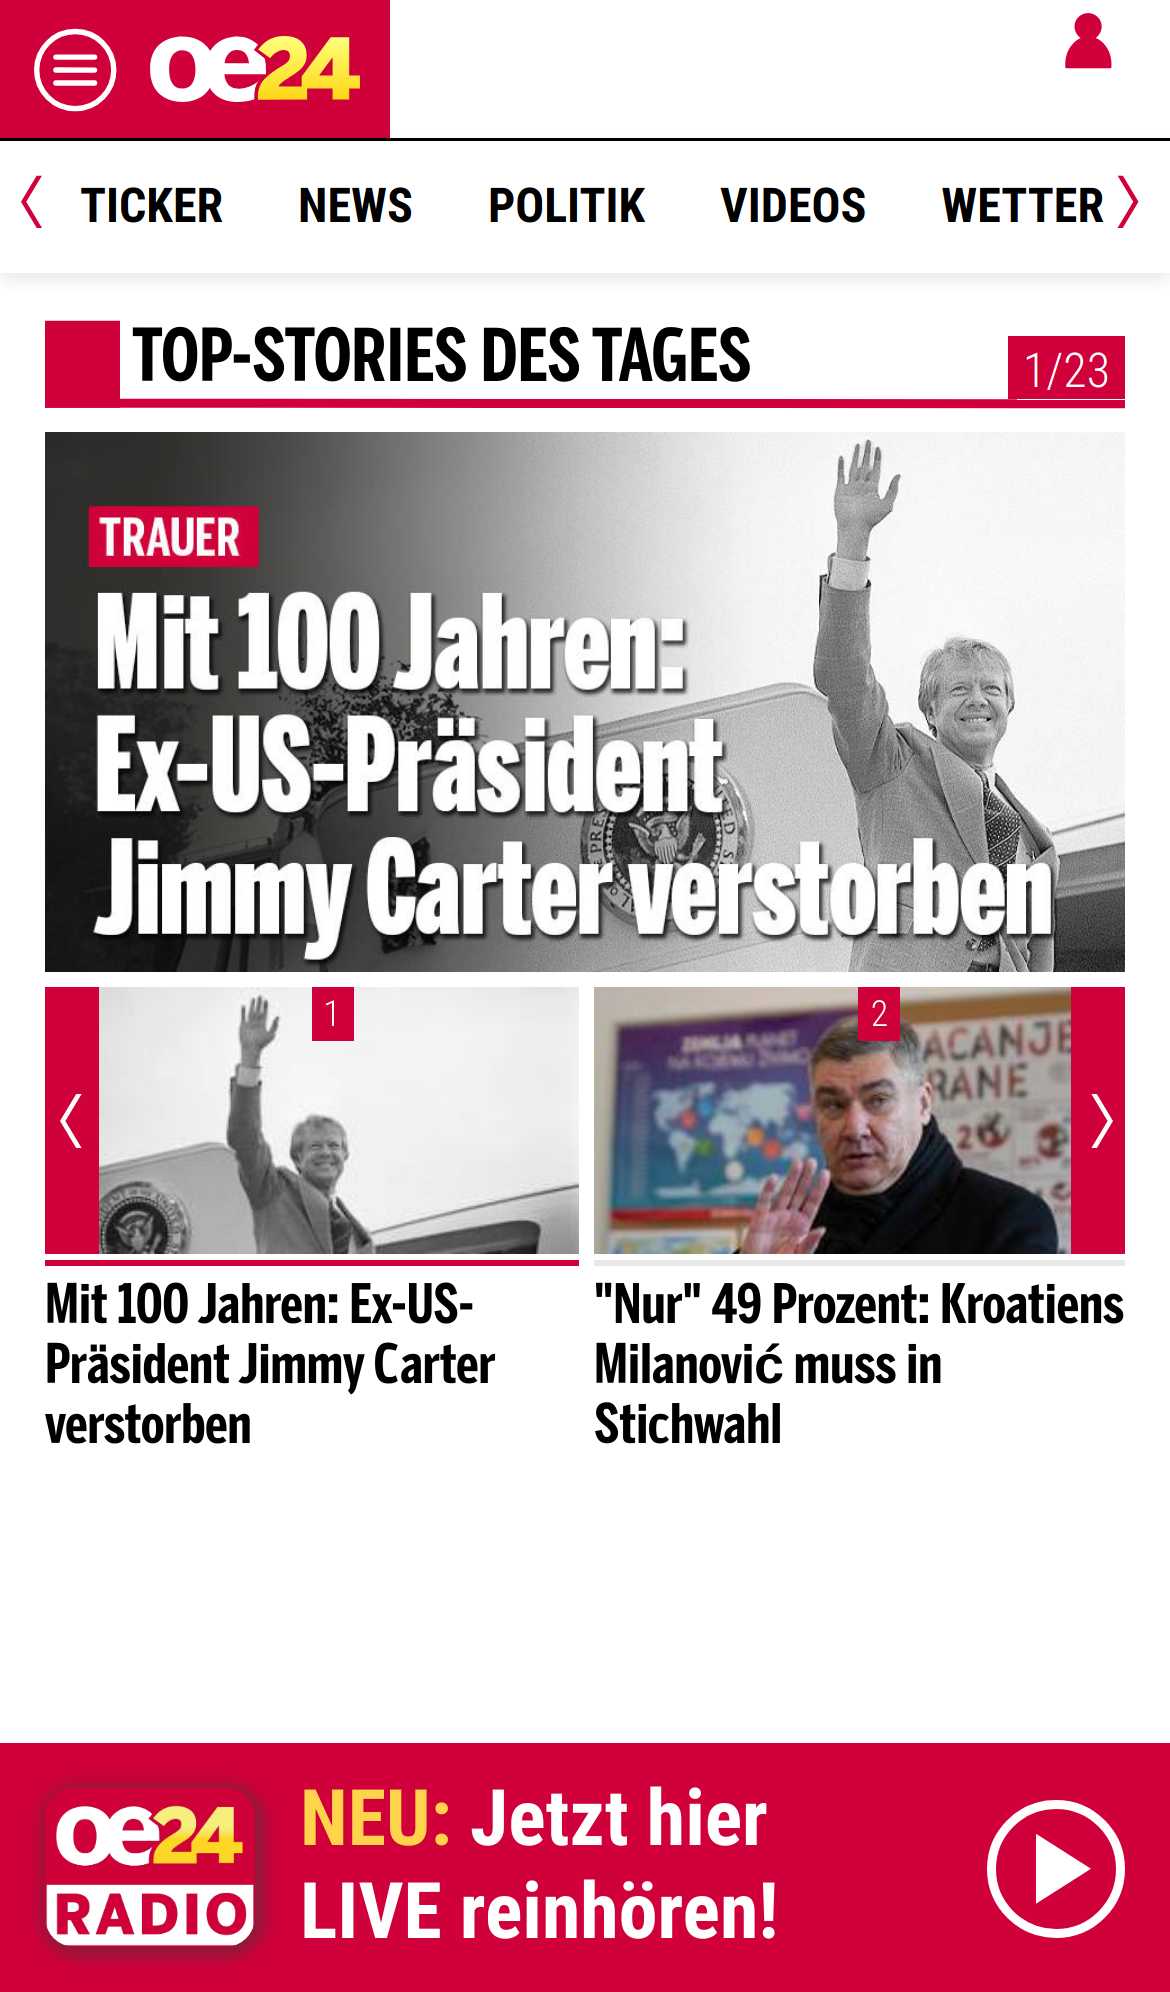 oe24
TICKER NEWS POLITIK VIDEOS WETTER
TOP-STORIES DES TAGES
1/23
TRAUER
Mit 100 Jahren:
Ex-US-Präsident
Jimmy Carter verstorben
1
2
Mit 100 Jahren: Ex-US-
Präsident Jimmy Carter
verstorben
"Nur" 49 Prozent: Kroatiens
Milanović muss in
Stichwahl
oe24
RADIO
NEU: Jetzt hier
LIVE reinhören!